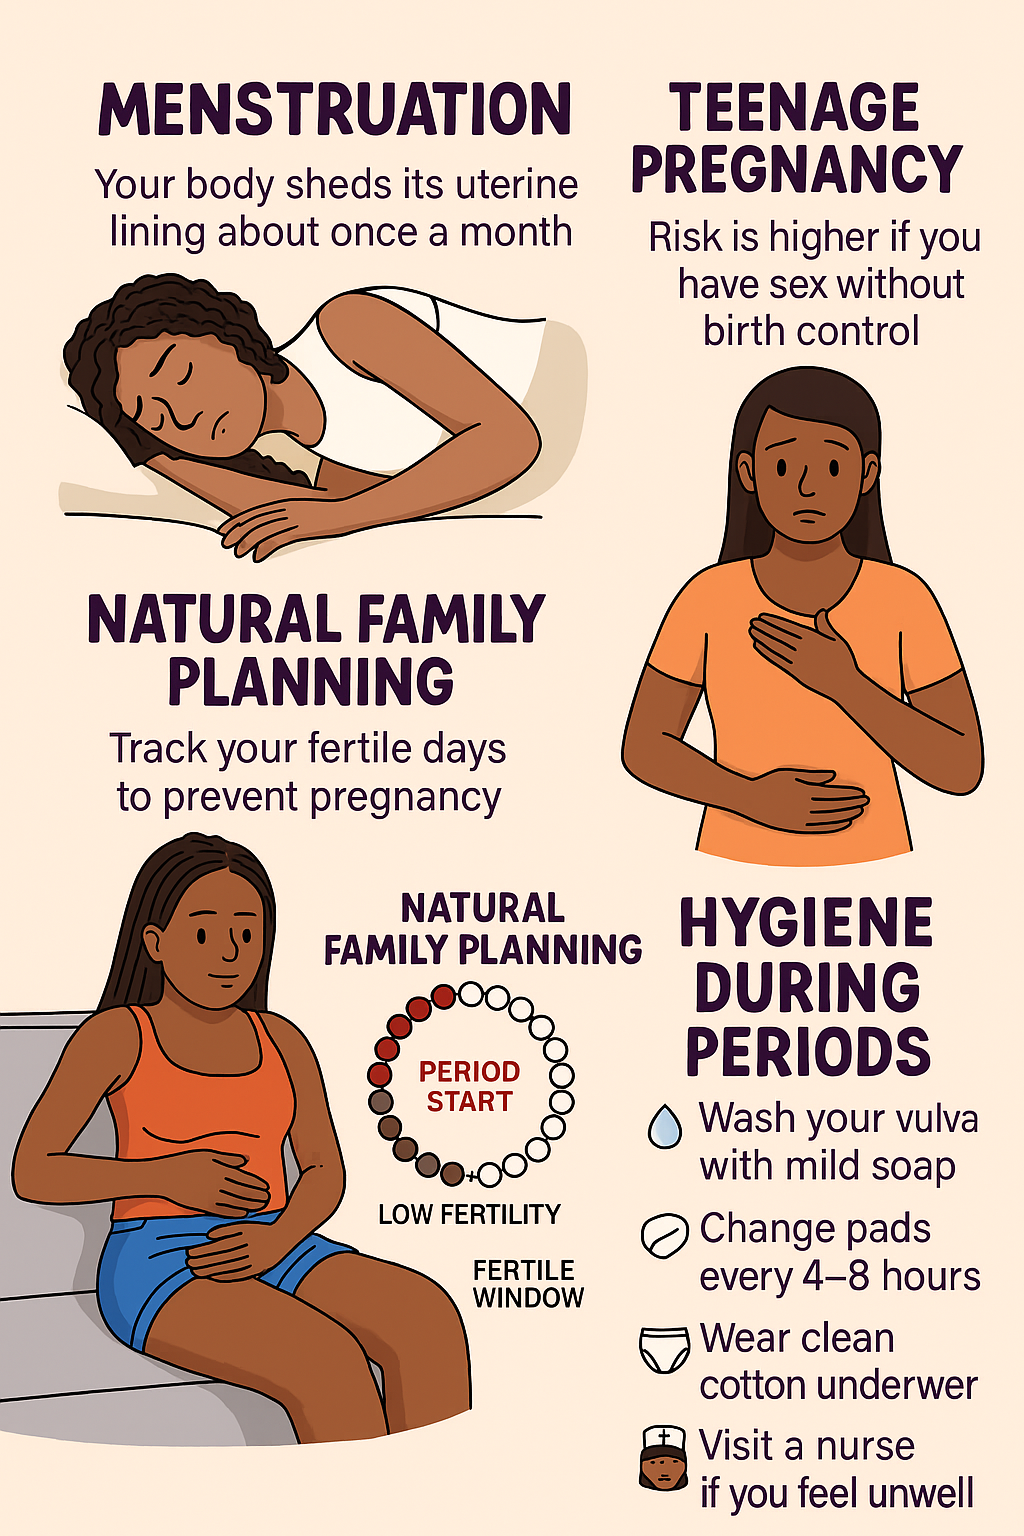 MENSTRUATION
Your body sheds its uterine
lining about once a month
TEENAGE
PREGNANCY
Risk is higher if you
have sex without
birth control
NATURAL FAMILY
PLANNING
Track your fertile days
to prevent pregnancy
NATURAL
FAMILY PLANNING
PERIOD
START
LOW FERTILITY
FERTILE
WINDOW
HYGIENE
DURING
PERIODS
Wash your vulva
with mild soap
Change pads
every 4–8 hours
Wear clean
cotton underwer
Visit a nurse
if you feel unwell